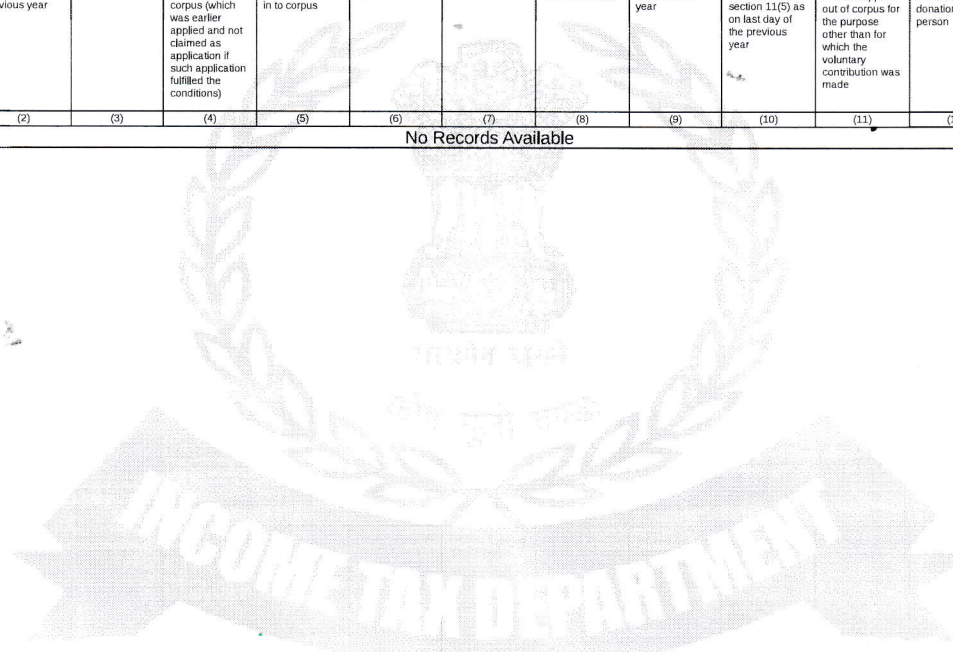 vious year
corpus (which
was earlier
applied and not
claimed as
application if
such application
fulfilled the
conditions)
in to corpus
year
section 11(5) as
on last day of
the previous
year
out of corpus for
the purpose
other than for
which the
voluntary
contribution was
made
donation
person
(2) (3) (4) (5) (6) (7) (8) (9) (10) (11)
No Records Available
INCOME TAX DEPARTMENT